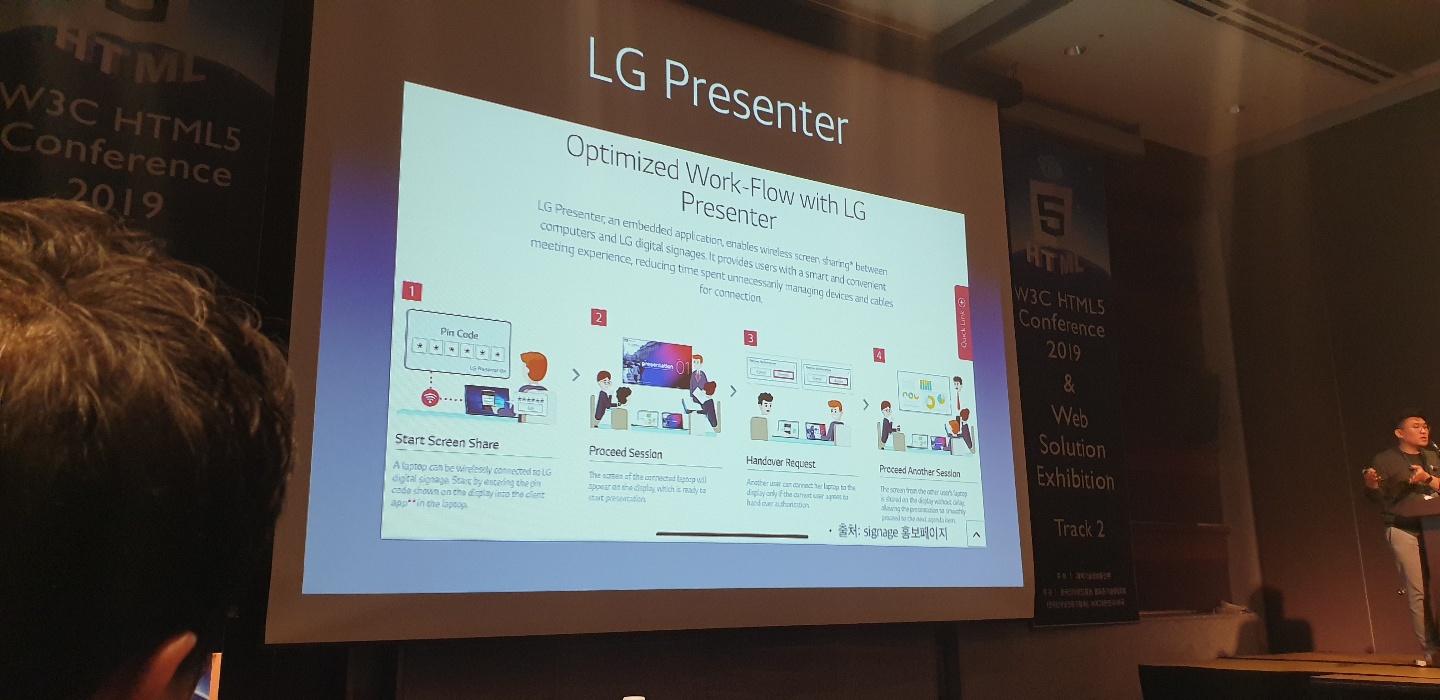 HTML
W3C HTML5
Conference
2019
LG Presenter
Optimized Work-Flow with LG
Presenter
LG Presenter, an embedded application, enables wireless screen sharing* between
computers and LG digital signages. It provides users with a smart and convenient
meeting experience, reducing time spent unnecessarily managing devices and cables
for connection.
Quick Link
1
Pin Code
* * * * * *
Start Screen Share
A laptop can be wirelessly connected to LG
digital signage. Start by entering the pin
code shown on the display into the client
app** in the laptop.
2
presentation 01
Proceed Session
The screen of the connected laptop will
appear on the display, which is ready to
start presentation.
3
Handover Request
Another user can connect her laptop to the
display only if the current user agrees to
hand over authorization.
4
Proceed Another Session
The screen from the other user's laptop
is shared on the display without delay,
allowing the presentation to smoothly
proceed to the next agenda item.
• 출처: signage 홍보페이지
5
HTML
W3C HTML5
Conference
2019
&
Web
Solution
Exhibition
Track 2